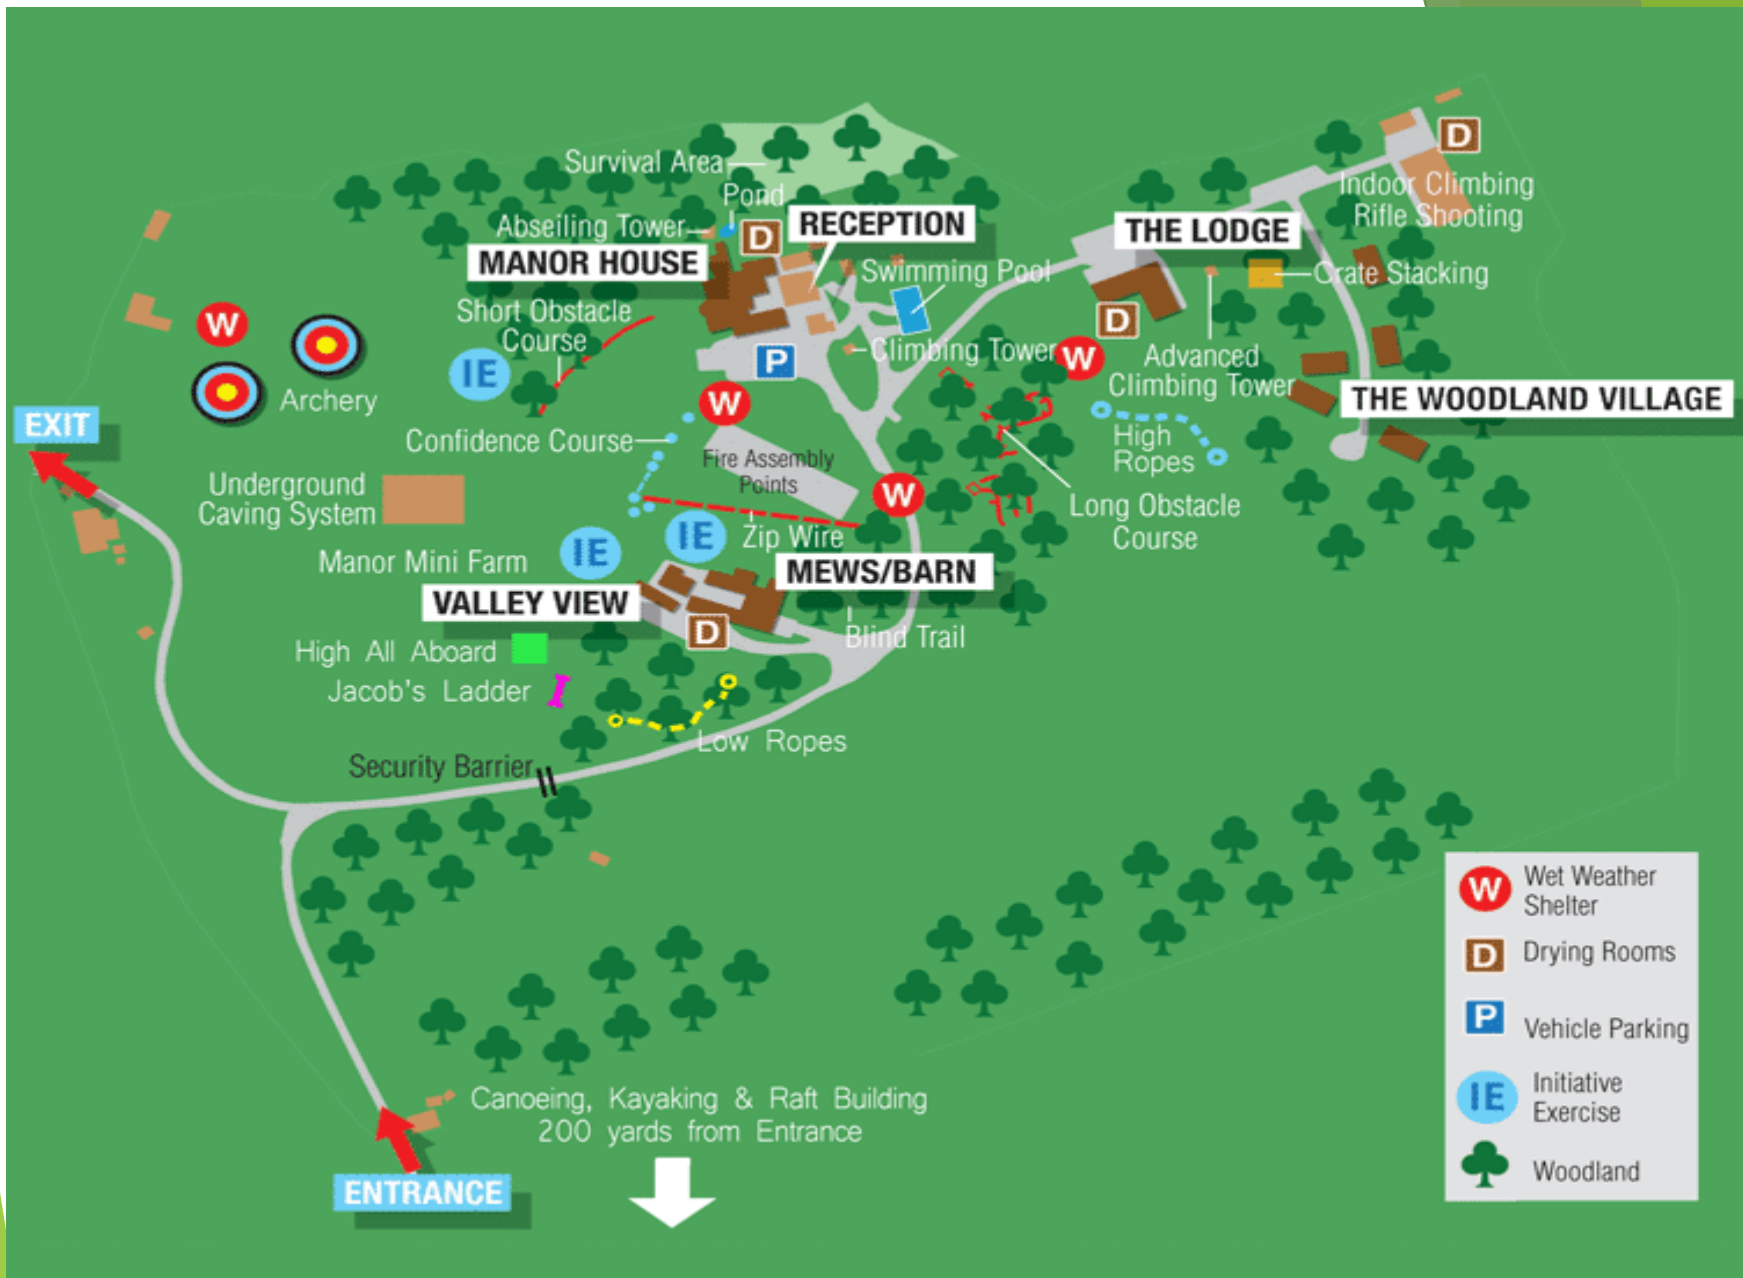 Survival Area
Pond
Abseiling Tower
D
RECEPTION
MANOR HOUSE
Swimming Pool
Short Obstacle
Course
IE
P
Climbing Tower
W
THE LODGE
D
Indoor Climbing
Rifle Shooting
Crate Stacking
D
W
Advanced
Climbing Tower
THE WOODLAND VILLAGE
High
Ropes
Long Obstacle
Course
W
Archery
EXIT
Confidence Course
Fire Assembly
Points
W
Underground
Caving System
Zip Wire
IE
IE
Manor Mini Farm
MEWS/BARN
VALLEY VIEW
D
Blind Trail
High All Aboard
Jacob's Ladder
Low Ropes
Security Barrier
Canoeing, Kayaking & Raft Building
200 yards from Entrance
ENTRANCE
W
Wet Weather
Shelter
D
Drying Rooms
P
Vehicle Parking
IE
Initiative
Exercise
Woodland